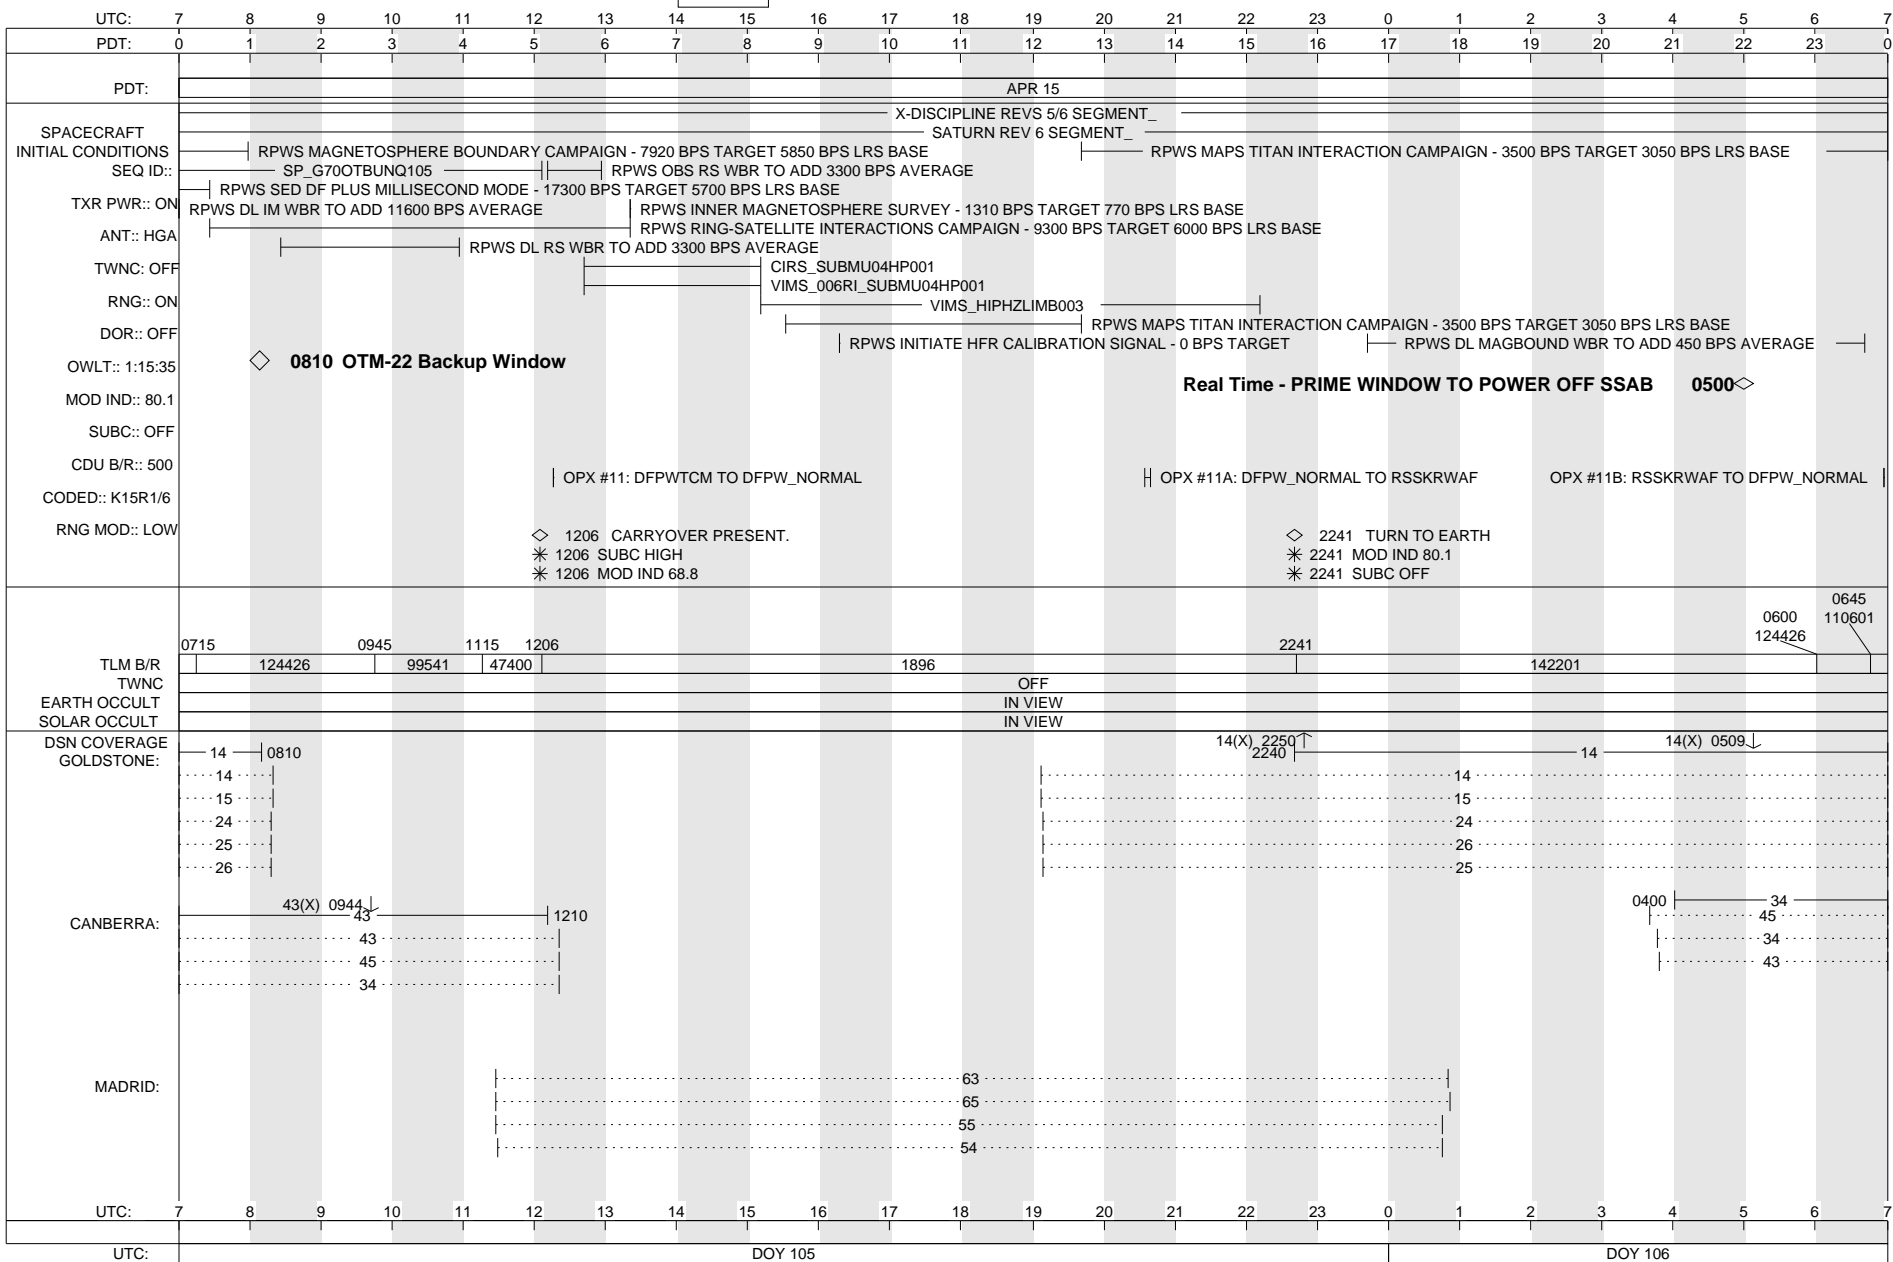 UTC: 7 8 9 10 11 12 13 14 15 16 17 18 19 20 21 22 23 0 1 2 3 4 5 6 7
PDT: 0 1 2 3 4 5 6 7 8 9 10 11 12 13 14 15 16 17 18 19 20 21 22 23 0
PDT: APR 15
X-DISCIPLINE REVS 5/6 SEGMENT_
SPACECRAFT SATURN REV 6 SEGMENT_
INITIAL CONDITIONS RPWS MAGNETOSPHERE BOUNDARY CAMPAIGN - 7920 BPS TARGET 5850 BPS LRS BASE RPWS MAPS TITAN INTERACTION CAMPAIGN - 3500 BPS TARGET 3050 BPS LRS BASE
SEQ ID:: SP_G70OTBUNQ105 RPWS OBS RS WBR TO ADD 3300 BPS AVERAGE
RPWS SED DF PLUS MILLISECOND MODE - 17300 BPS TARGET 5700 BPS LRS BASE
TXR PWR:: ON RPWS DL IM WBR TO ADD 11600 BPS AVERAGE RPWS INNER MAGNETOSPHERE SURVEY - 1310 BPS TARGET 770 BPS LRS BASE
RPWS RING-SATELLITE INTERACTIONS CAMPAIGN - 9300 BPS TARGET 6000 BPS LRS BASE
ANT:: HGA
RPWS DL RS WBR TO ADD 3300 BPS AVERAGE
TWNC: OFF CIRS_SUBMU04HP001
VIMS_006RI_SUBMU04HP001
RNG:: ON VIMS_HIPHZLIMB003
RPWS MAPS TITAN INTERACTION CAMPAIGN - 3500 BPS TARGET 3050 BPS LRS BASE
DOR:: OFF RPWS INITIATE HFR CALIBRATION SIGNAL - 0 BPS TARGET RPWS DL MAGBOUND WBR TO ADD 450 BPS AVERAGE
OWLT:: 1:15:35 0810 OTM-22 Backup Window
Real Time - PRIME WINDOW TO POWER OFF SSAB 0500
MOD IND:: 80.1
SUBC:: OFF
CDU B/R:: 500
OPX #11: DFPWTCM TO DFPW_NORMAL OPX #11A: DFPW_NORMAL TO RSSKRWAF OPX #11B: RSSKRWAF TO DFPW_NORMAL
CODED:: K15R1/6
RNG MOD:: LOW
1206 CARRYOVER PRESENT. 2241 TURN TO EARTH
1206 SUBC HIGH 2241 MOD IND 80.1
1206 MOD IND 68.8 2241 SUBC OFF
0645
0600 110601
124426
0715 0945 1115 1206 2241
TLM B/R 124426 99541 47400 1896 142201
TWNC OFF
EARTH OCCULT IN VIEW
SOLAR OCCULT IN VIEW
DSN COVERAGE 14(X) 2250 14(X) 0509
GOLDSTONE: 14 0810 2240 14
14 14
15 15
24 24
25 26
26 25
43(X) 0944 0400 34
CANBERRA: 43 1210 45
43 34
45 43
34
MADRID: 63
65
55
54
UTC: 7 8 9 10 11 12 13 14 15 16 17 18 19 20 21 22 23 0 1 2 3 4 5 6 7
UTC: DOY 105 DOY 106